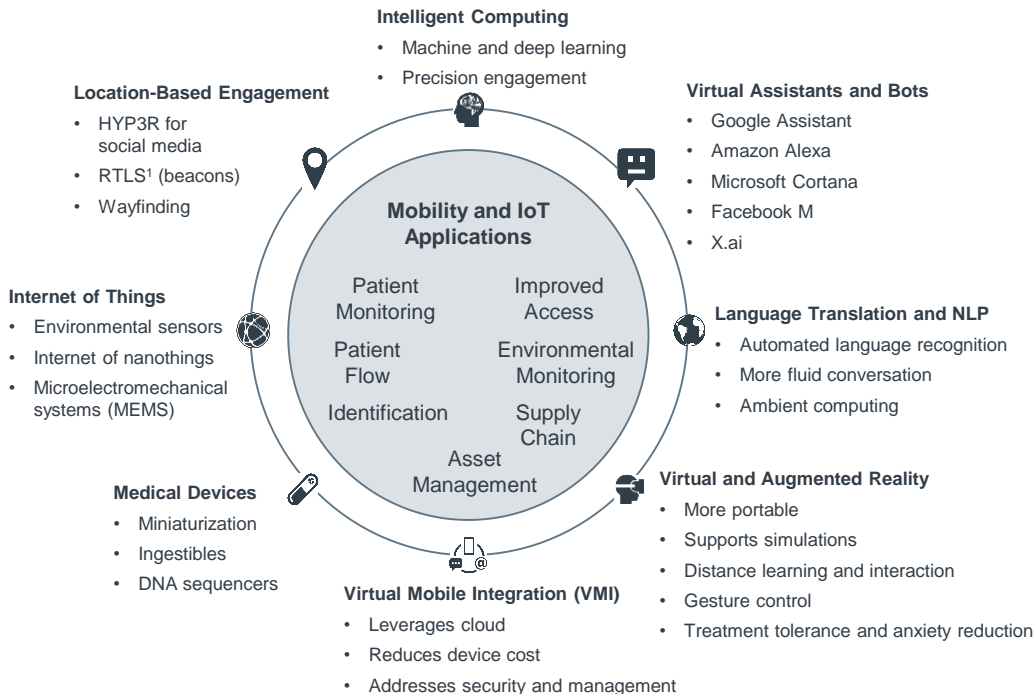 Intelligent Computing
• Machine and deep learning
• Precision engagement
Location-Based Engagement
• HYP3R for
social media
• RTLS¹ (beacons)
• Wayfinding
Virtual Assistants and Bots
• Google Assistant
• Amazon Alexa
• Microsoft Cortana
• Facebook M
• X.ai
Mobility and IoT
Applications
Patient
Monitoring
Improved
Access
Patient
Flow
Environmental
Monitoring
Identification
Supply
Chain
Asset
Management
Internet of Things
• Environmental sensors
• Internet of nanothings
• Microelectromechanical
systems (MEMS)
Language Translation and NLP
• Automated language recognition
• More fluid conversation
• Ambient computing
Medical Devices
• Miniaturization
• Ingestibles
• DNA sequencers
Virtual and Augmented Reality
• More portable
• Supports simulations
• Distance learning and interaction
• Gesture control
• Treatment tolerance and anxiety reduction
@
Virtual Mobile Integration (VMI)
• Leverages cloud
• Reduces device cost
• Addresses security and management